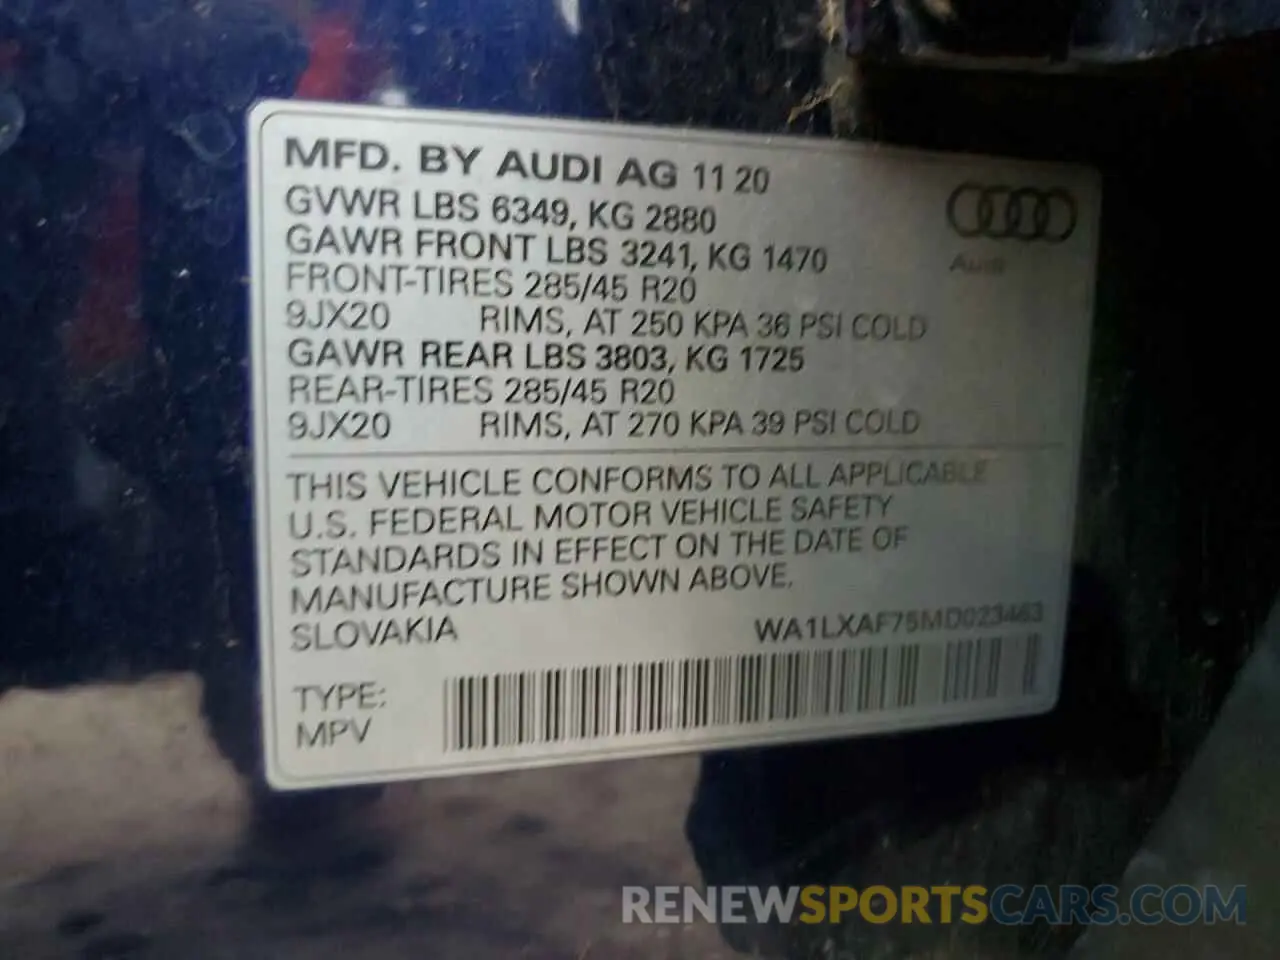 MFD. BY AUDI AG 11 20
GVWR LBS 6349, KG 2880
GAWR FRONT LBS 3241, KG 1470
Audi
FRONT-TIRES 285/45 R20
9JX20 RIMS, AT 250 KPA 36 PSI COLD
GAWR REAR LBS 3803, KG 1725
REAR-TIRES 285/45 R20
9JX20 RIMS, AT 270 KPA 39 PSI COLD
THIS VEHICLE CONFORMS TO ALL APPLICABLE
U.S. FEDERAL MOTOR VEHICLE SAFETY
STANDARDS IN EFFECT ON THE DATE OF
MANUFACTURE SHOWN ABOVE.
SLOVAKIA WA1LXAF75MD023463
TYPE:
MPV
RENEWSPORTSCARS.COM